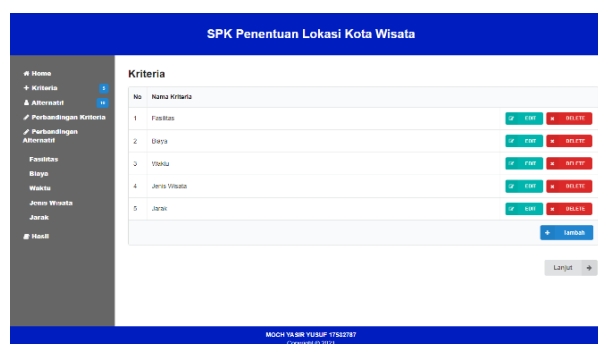 SPK Penentuan Lokasi Kota Wisata
Home
Kriteria 5
Alternatif
Perbandingan Kriteria
Perbandingan
Alternatif
Fasilitas
Biaya
Waktu
Jenis Wisata
Jarak
Hasil
Kriteria
No Nama Kriteria
1 Fasilitas EDIT DELETE
2 Biaya EDIT DELETE
3 Waktu EDIT DELETE
4 Jenis Wisata EDIT DELETE
5 Jarak EDIT DELETE
+ Tambah
Lanjut
MOCH YASIR YUSUF 17532787
Copyright © 2021